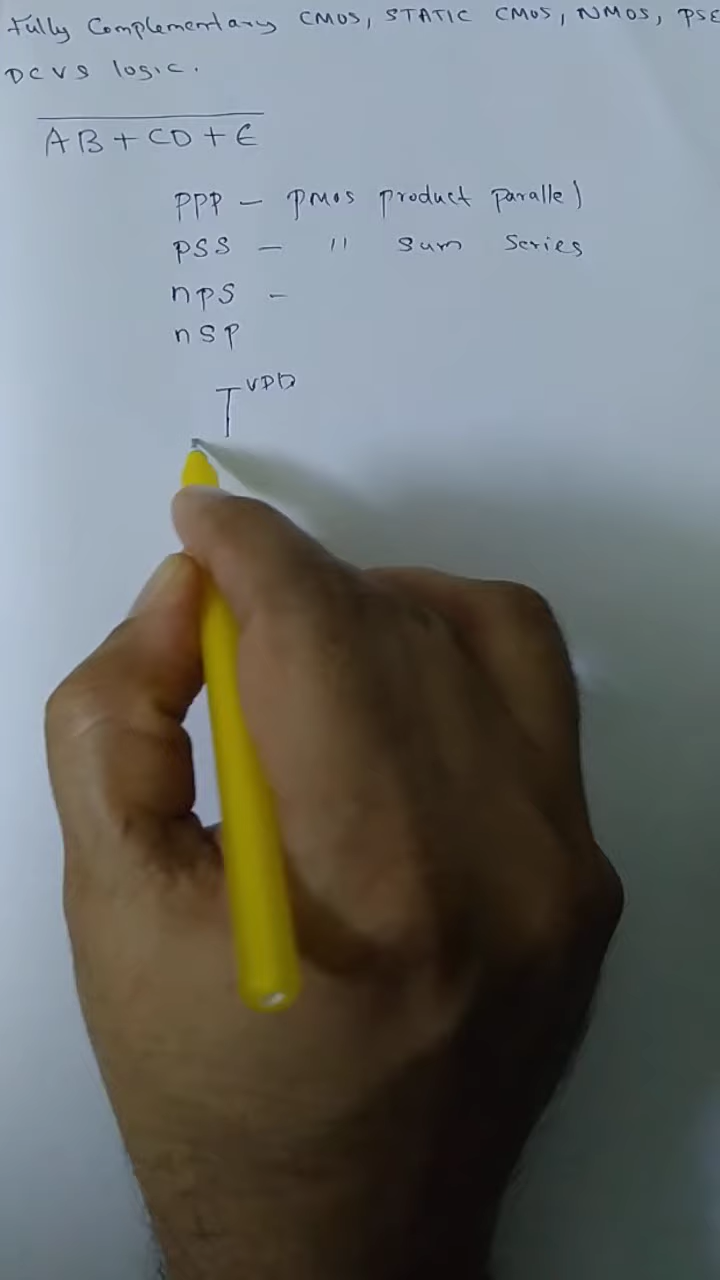 Fully Complementary CMOS, STATIC CMOS, NMOS, PSE
DCVS logic.
AB + CD + E
PPP – PMOS product parallel
PSS – " sum series
nPS –
nSP
VDD